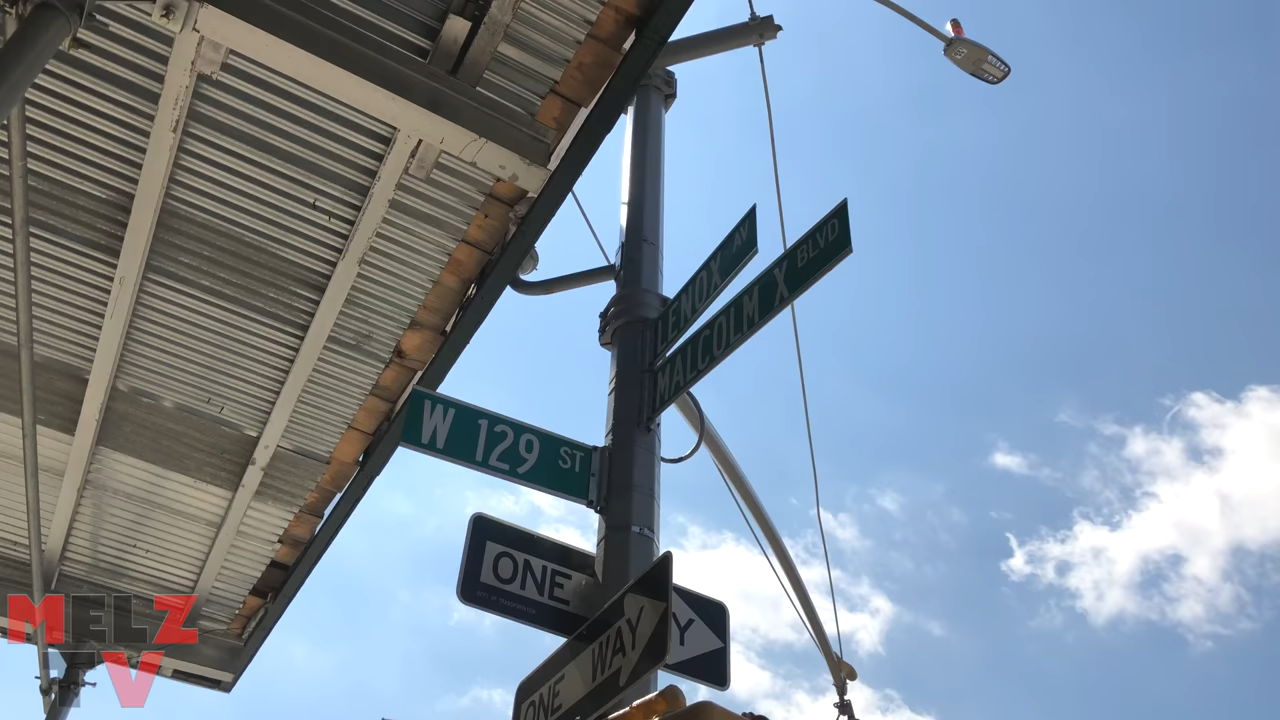 LENOX AV
MALCOLM X BLVD
W 129 ST
ONE WAY
ONE WAY
MELZ
TV